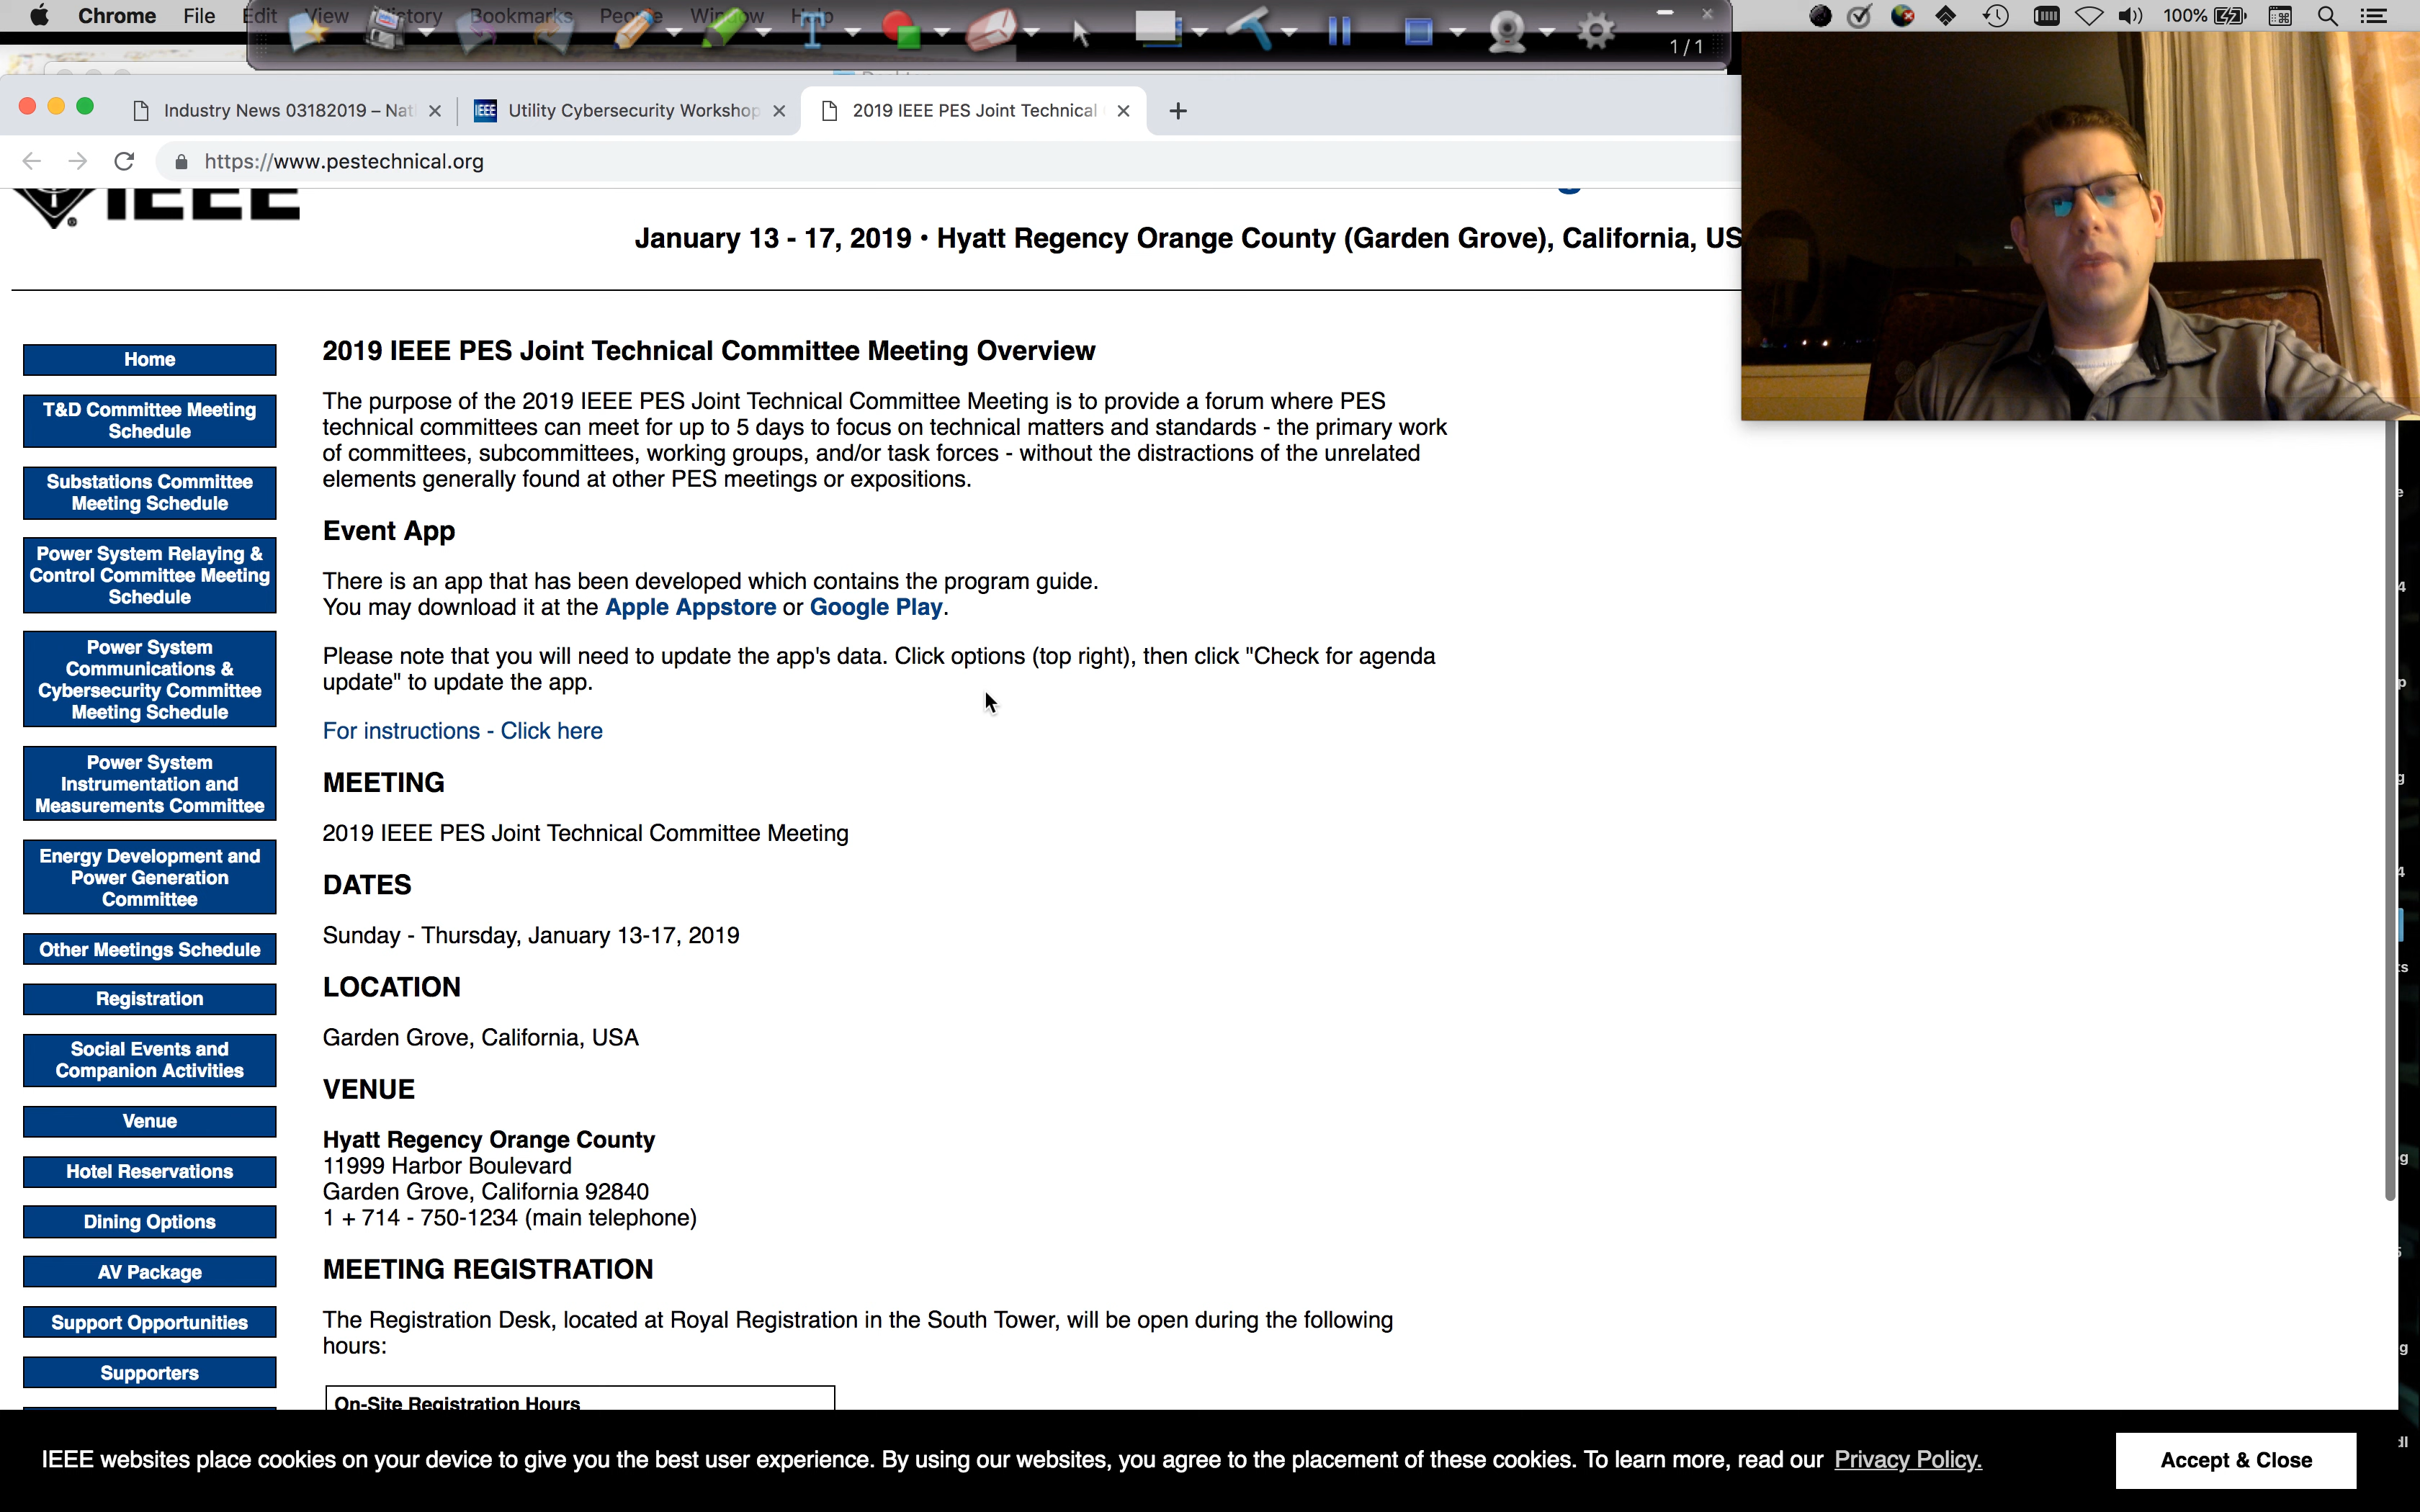 Chrome File Edit View History Bookmarks People Window Help
1 / 1
100%
Industry News 03182019 – Nat
IEEE Utility Cybersecurity Workshop
2019 IEEE PES Joint Technical
https://www.pestechnical.org
IEEE
January 13 - 17, 2019 • Hyatt Regency Orange County (Garden Grove), California, US
Home
T&D Committee Meeting
Schedule
Substations Committee
Meeting Schedule
Power System Relaying &
Control Committee Meeting
Schedule
Power System
Communications &
Cybersecurity Committee
Meeting Schedule
Power System
Instrumentation and
Measurements Committee
Energy Development and
Power Generation
Committee
Other Meetings Schedule
Registration
Social Events and
Companion Activities
Venue
Hotel Reservations
Dining Options
AV Package
Support Opportunities
Supporters
2019 IEEE PES Joint Technical Committee Meeting Overview
The purpose of the 2019 IEEE PES Joint Technical Committee Meeting is to provide a forum where PES
technical committees can meet for up to 5 days to focus on technical matters and standards - the primary work
of committees, subcommittees, working groups, and/or task forces - without the distractions of the unrelated
elements generally found at other PES meetings or expositions.
Event App
There is an app that has been developed which contains the program guide.
You may download it at the Apple Appstore or Google Play.
Please note that you will need to update the app's data. Click options (top right), then click "Check for agenda
update" to update the app.
For instructions - Click here
MEETING
2019 IEEE PES Joint Technical Committee Meeting
DATES
Sunday - Thursday, January 13-17, 2019
LOCATION
Garden Grove, California, USA
VENUE
Hyatt Regency Orange County
11999 Harbor Boulevard
Garden Grove, California 92840
1 + 714 - 750-1234 (main telephone)
MEETING REGISTRATION
The Registration Desk, located at Royal Registration in the South Tower, will be open during the following
hours:
On-Site Registration Hours
IEEE websites place cookies on your device to give you the best user experience. By using our websites, you agree to the placement of these cookies. To learn more, read our Privacy Policy.
Accept & Close